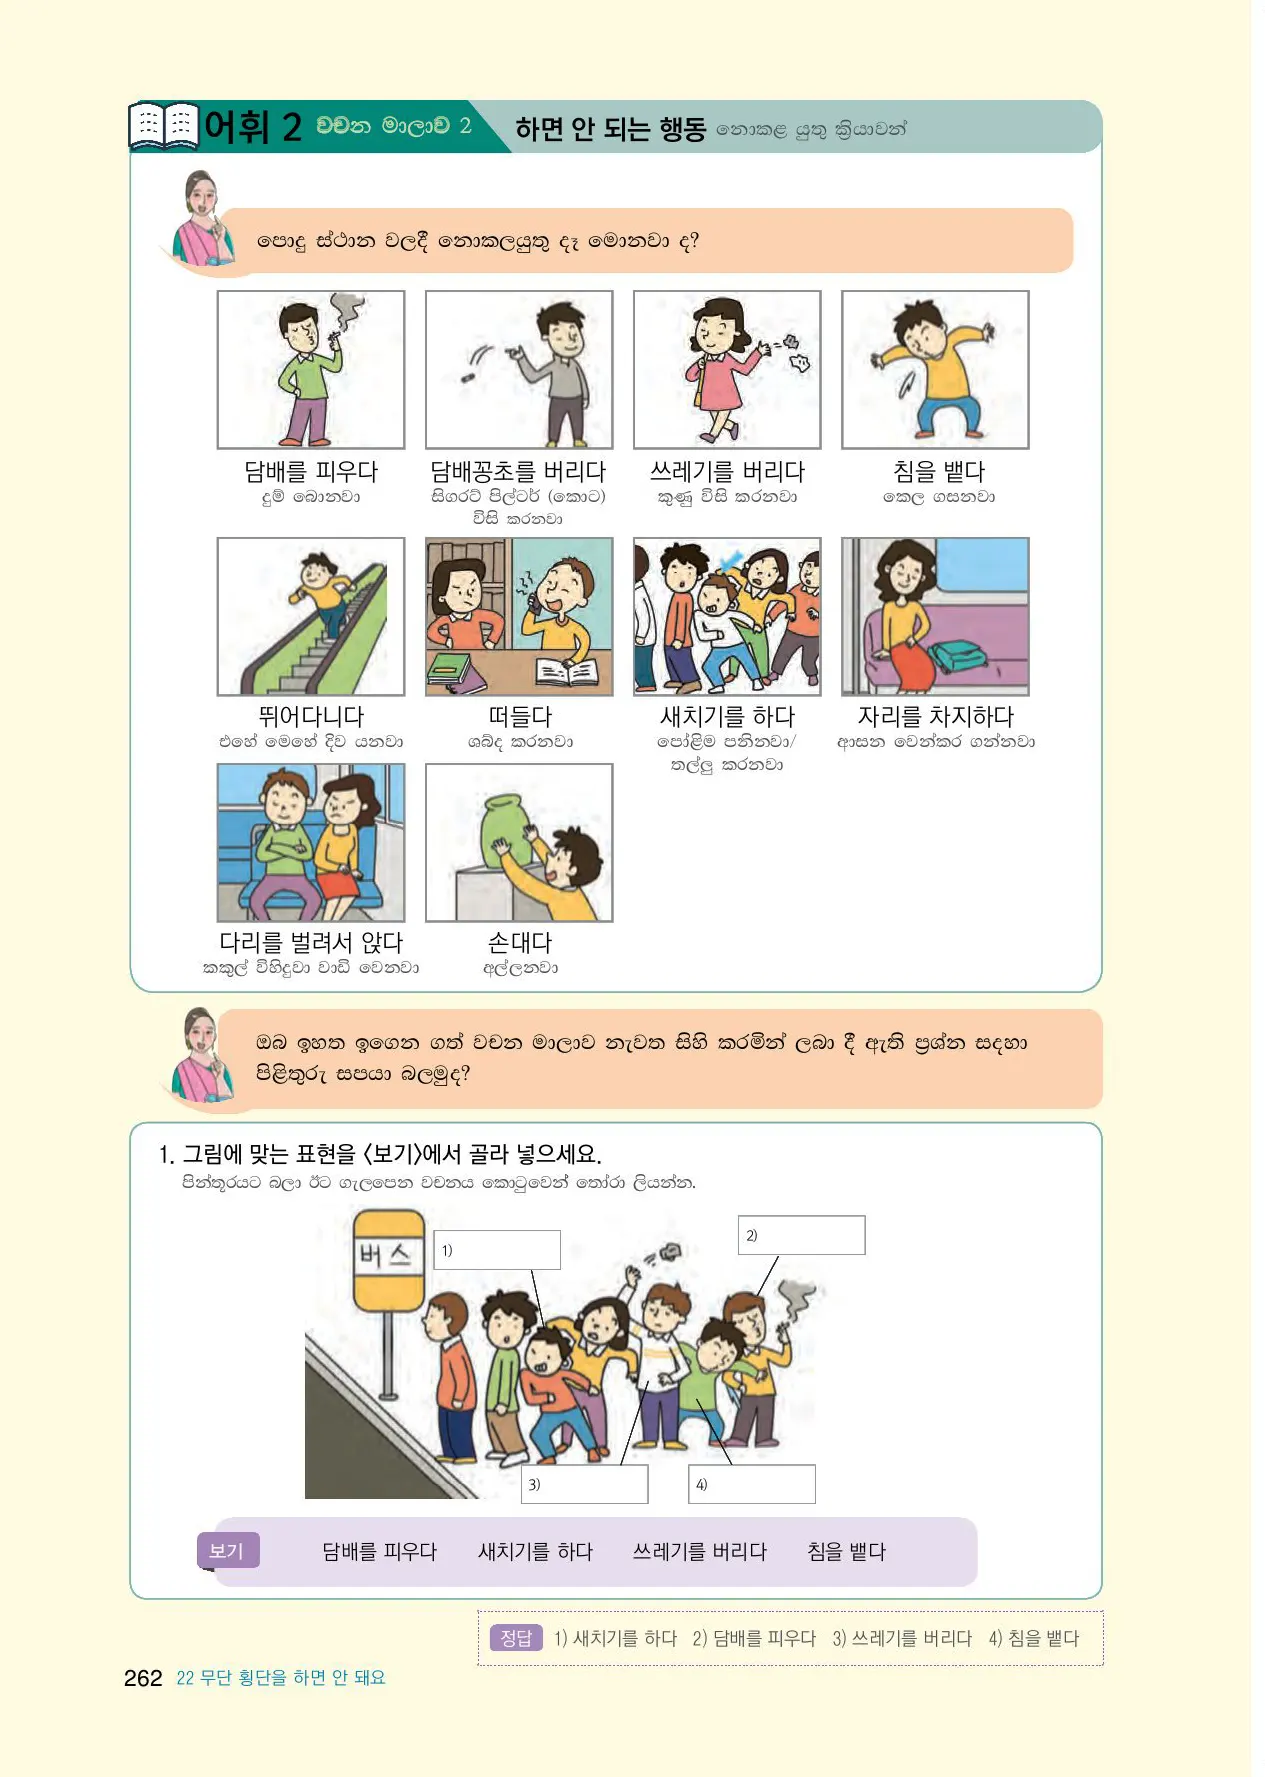 어휘 2 වචන මාලාව 2 하면 안 되는 행동 නොකළ යුතු ක්‍රියාවන්
පොදු ස්ථාන වලදී නොකලයුතු දෑ මොනවා ද?
담배를 피우다 담배꽁초를 버리다 쓰레기를 버리다 침을 뱉다
දුම් බොනවා සිගරට් පිල්ටර් (කොට) කුණු විසි කරනවා කෙල ගසනවා
විසි කරනවා
뛰어다니다 떠들다 새치기를 하다 자리를 차지하다
එහේ මෙහේ දිව යනවා ශබ්ද කරනවා පෝළිම පනිනවා/ ආසන වෙන්කර ගන්නවා
තල්ලු කරනවා
다리를 벌려서 앉다 손대다
කකුල් විහිදුවා වාඩි වෙනවා අල්ලනවා
ඔබ ඉහත ඉගෙන ගත් වචන මාලාව නැවත සිහි කරමින් ලබා දී ඇති ප්‍රශ්න සදහා
පිළිතුරු සපයා බලමුද?
1. 그림에 맞는 표현을 〈보기〉에서 골라 넣으세요.
පින්තූරයට බලා ඊට ගැලපෙන වචනය කොටුවෙන් තෝරා ලියන්න.
버스
1)
2)
3)
4)
보기 담배를 피우다 새치기를 하다 쓰레기를 버리다 침을 뱉다
정답 1) 새치기를 하다 2) 담배를 피우다 3) 쓰레기를 버리다 4) 침을 뱉다
262 22 무단 횡단을 하면 안 돼요